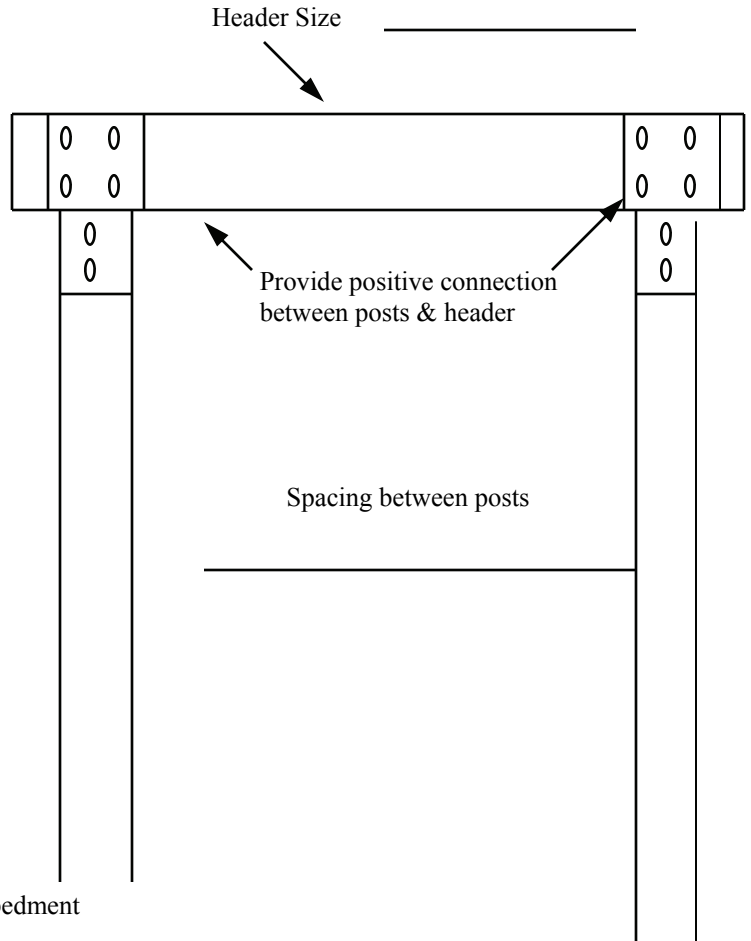 Header Size
Provide positive connection
between posts & header
Spacing between posts